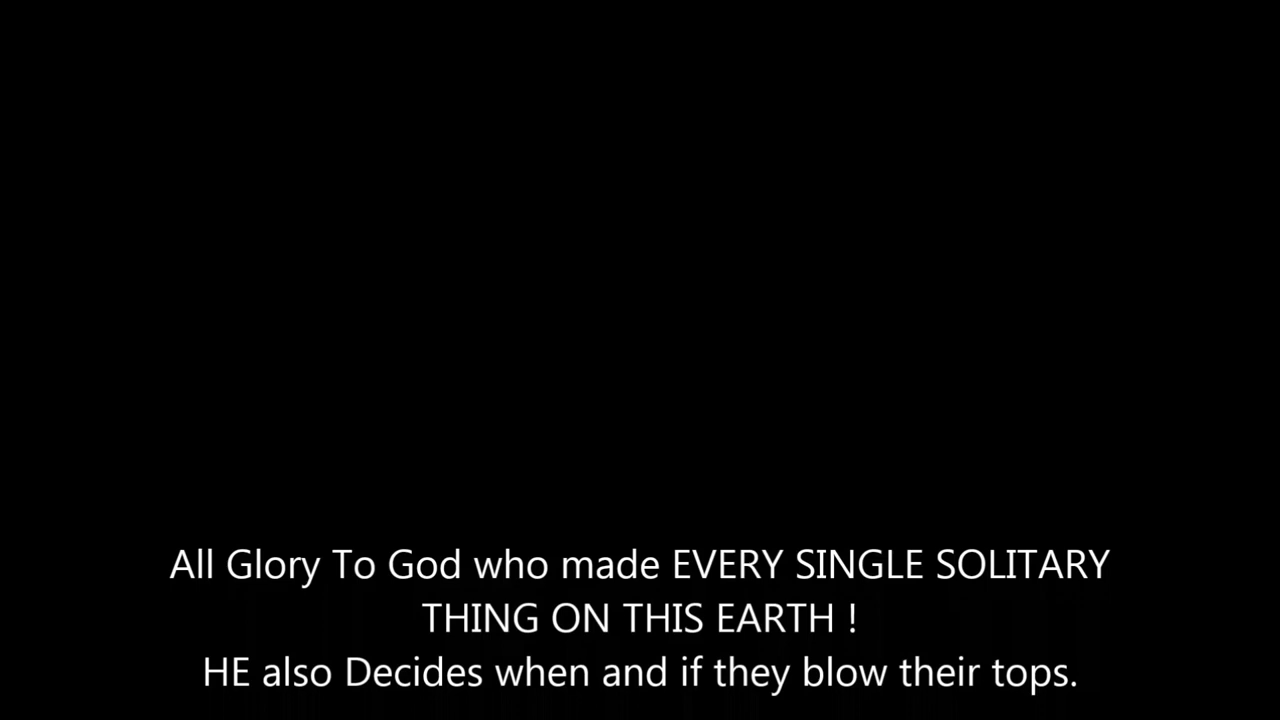 All Glory To God who made EVERY SINGLE SOLITARY
THING ON THIS EARTH !
HE also Decides when and if they blow their tops.